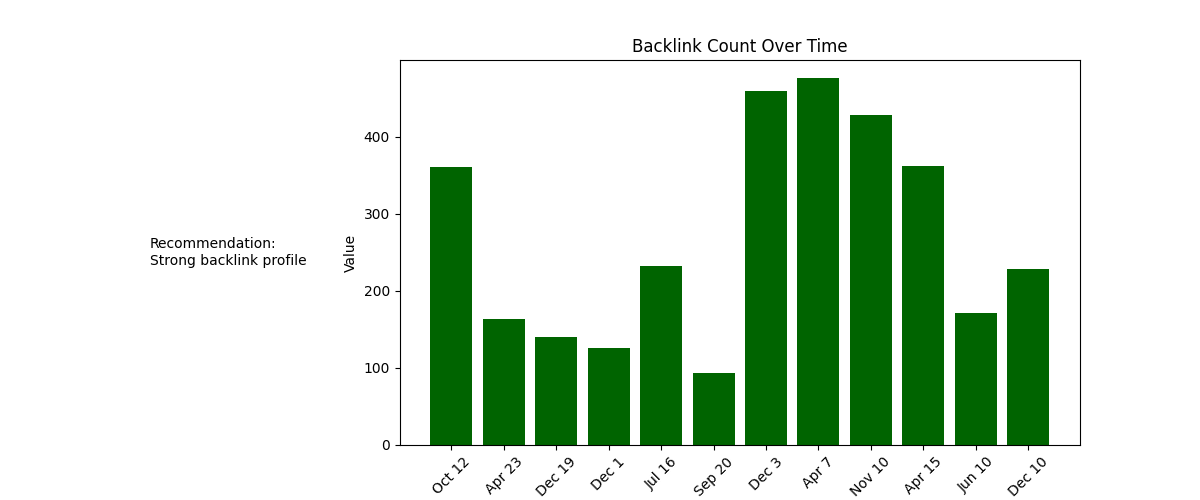 Backlink Count Over Time
Recommendation:
Strong backlink profile
Value
400
300
200
100
0
Oct 12
Apr 23
Dec 19
Dec 1
Jul 16
Sep 20
Dec 3
Apr 7
Nov 10
Apr 15
Jun 10
Dec 10